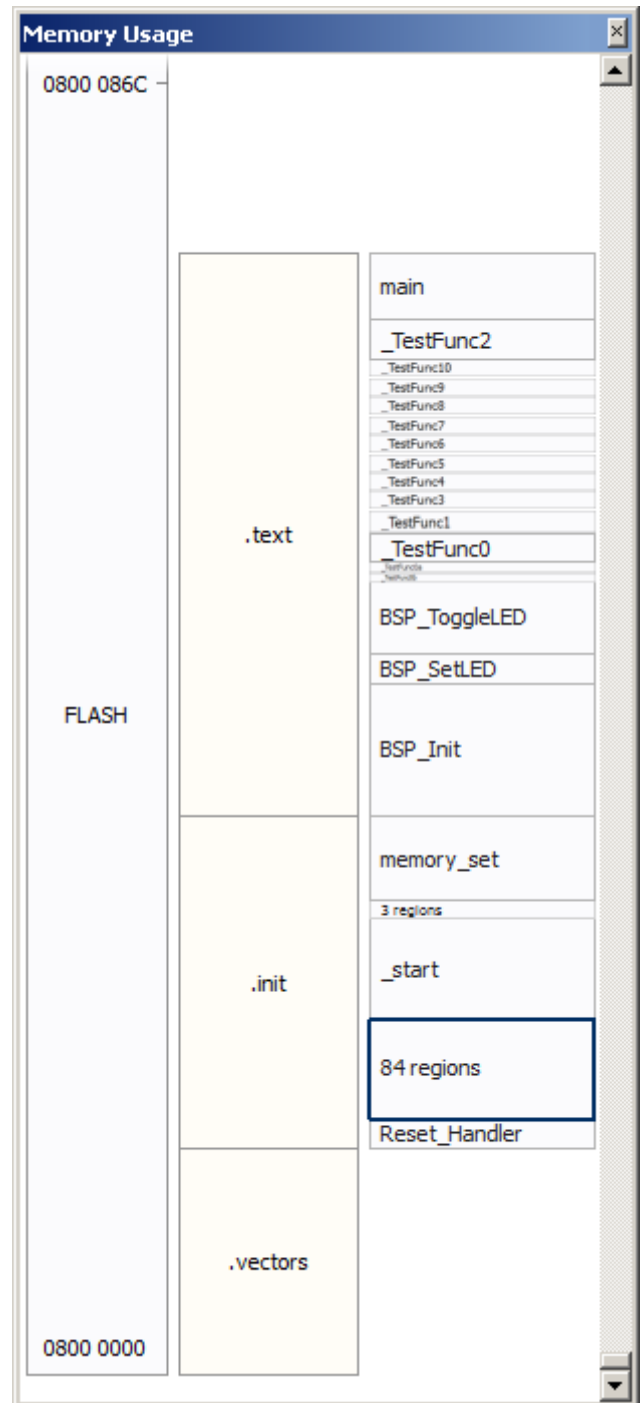 Memory Usage
0800 086C
main
_TestFunc2
_TestFunc10
_TestFunc9
_TestFunc8
_TestFunc7
_TestFunc6
_TestFunc5
_TestFunc4
_TestFunc3
_TestFunc1
.text
_TestFunc0
BSP_ToggleLED
BSP_SetLED
FLASH
BSP_Init
memory_set
3 regions
_start
.init
84 regions
Reset_Handler
.vectors
0800 0000